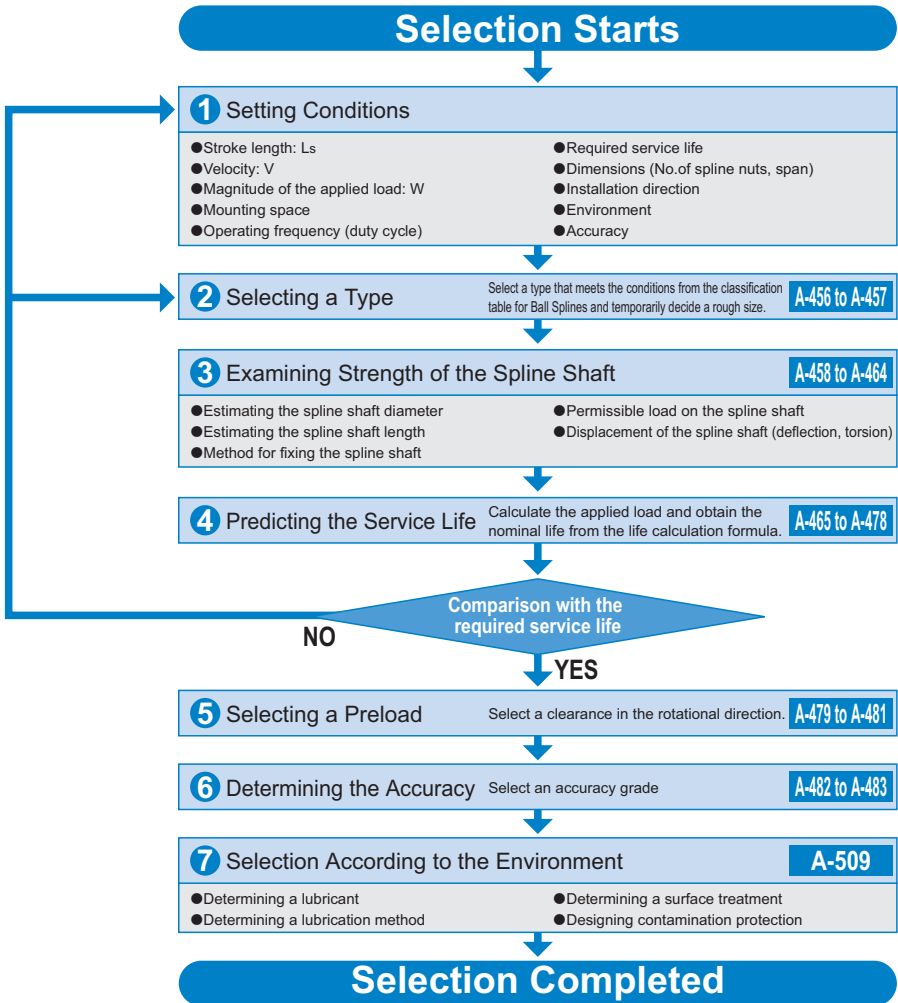 Selection Starts
1 Setting Conditions
●Stroke length: Ls
●Velocity: V
●Magnitude of the applied load: W
●Mounting space
●Operating frequency (duty cycle)
●Required service life
●Dimensions (No.of spline nuts, span)
●Installation direction
●Environment
●Accuracy
2 Selecting a Type
Select a type that meets the conditions from the classification
table for Ball Splines and temporarily decide a rough size.
A-456 to A-457
3 Examining Strength of the Spline Shaft
A-458 to A-464
●Estimating the spline shaft diameter
●Estimating the spline shaft length
●Method for fixing the spline shaft
●Permissible load on the spline shaft
●Displacement of the spline shaft (deflection, torsion)
4 Predicting the Service Life
Calculate the applied load and obtain the
nominal life from the life calculation formula.
A-465 to A-478
Comparison with the
required service life
NO
YES
5 Selecting a Preload
Select a clearance in the rotational direction.
A-479 to A-481
6 Determining the Accuracy
Select an accuracy grade
A-482 to A-483
7 Selection According to the Environment
A-509
●Determining a lubricant
●Determining a lubrication method
●Determining a surface treatment
●Designing contamination protection
Selection Completed